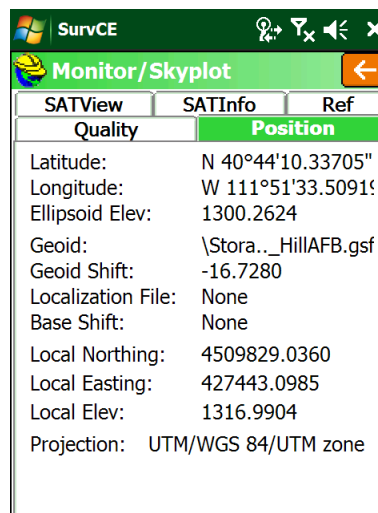 SurvCE
Monitor/Skyplot
SATView SATInfo Ref
Quality Position
Latitude: N 40°44'10.33705"
Longitude: W 111°51'33.50919
Ellipsoid Elev: 1300.2624
Geoid: \Stora.._HillAFB.gsf
Geoid Shift: -16.7280
Localization File: None
Base Shift: None
Local Northing: 4509829.0360
Local Easting: 427443.0985
Local Elev: 1316.9904
Projection: UTM/WGS 84/UTM zone